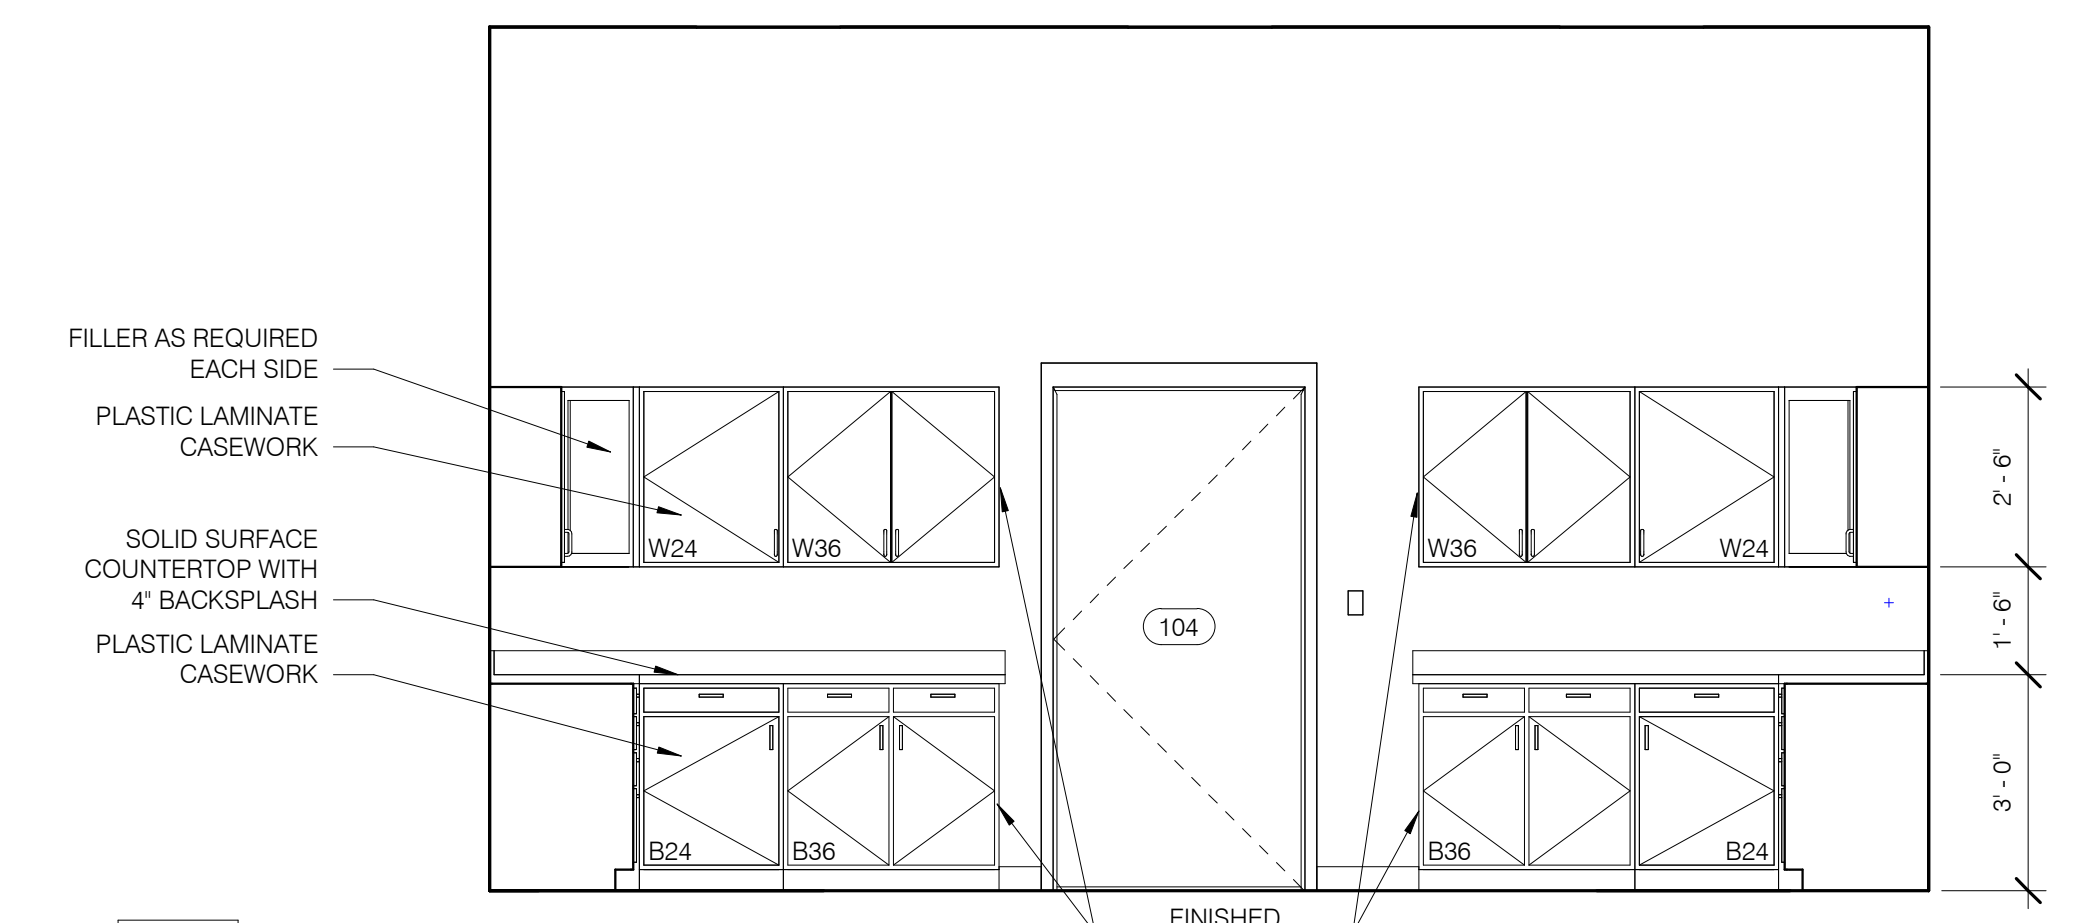 FILLER AS REQUIRED
EACH SIDE
PLASTIC LAMINATE
CASEWORK
SOLID SURFACE
COUNTERTOP WITH
4" BACKSPLASH
PLASTIC LAMINATE
CASEWORK
W24
W36
W36
W24
104
B24
B36
B36
B24
2' - 6"
1' - 6"
3' - 0"
FINISHED